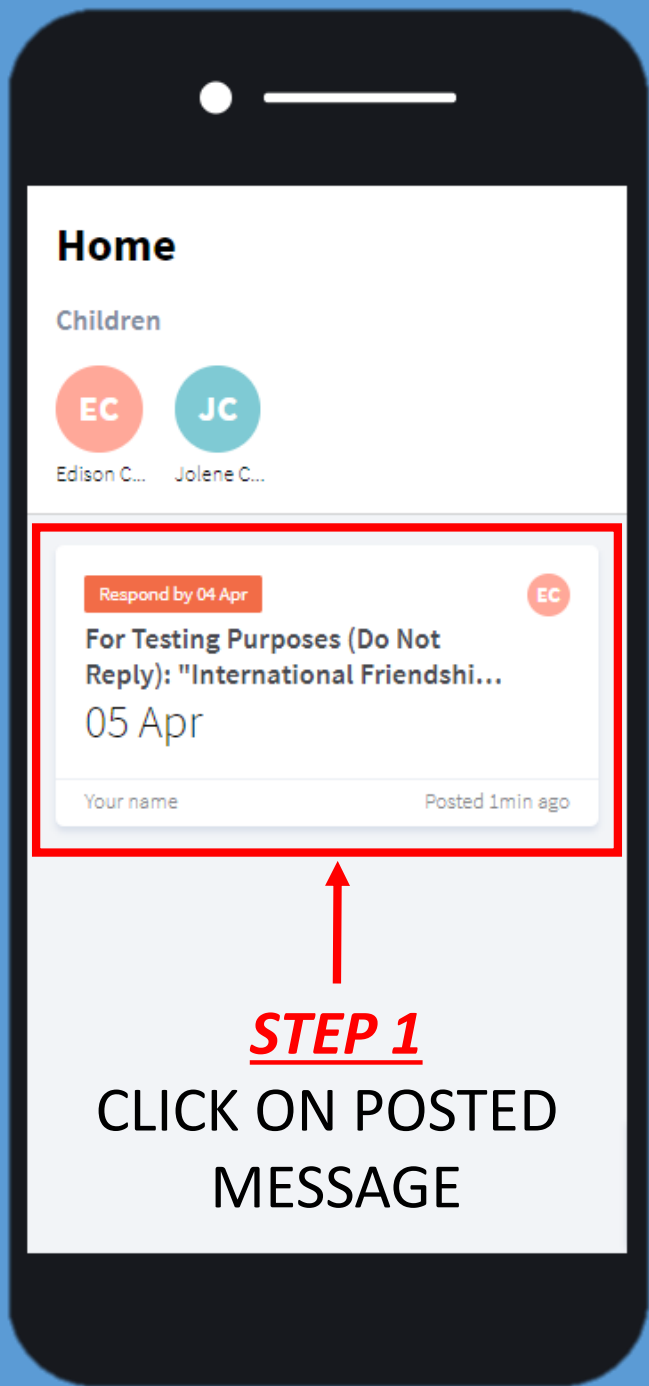 Home
Children
EC JC
Edison C... Jolene C...
Respond by 04 Apr EC
For Testing Purposes (Do Not
Reply): "International Friendshi...
05 Apr
Your name Posted 1min ago
STEP 1
CLICK ON POSTED
MESSAGE